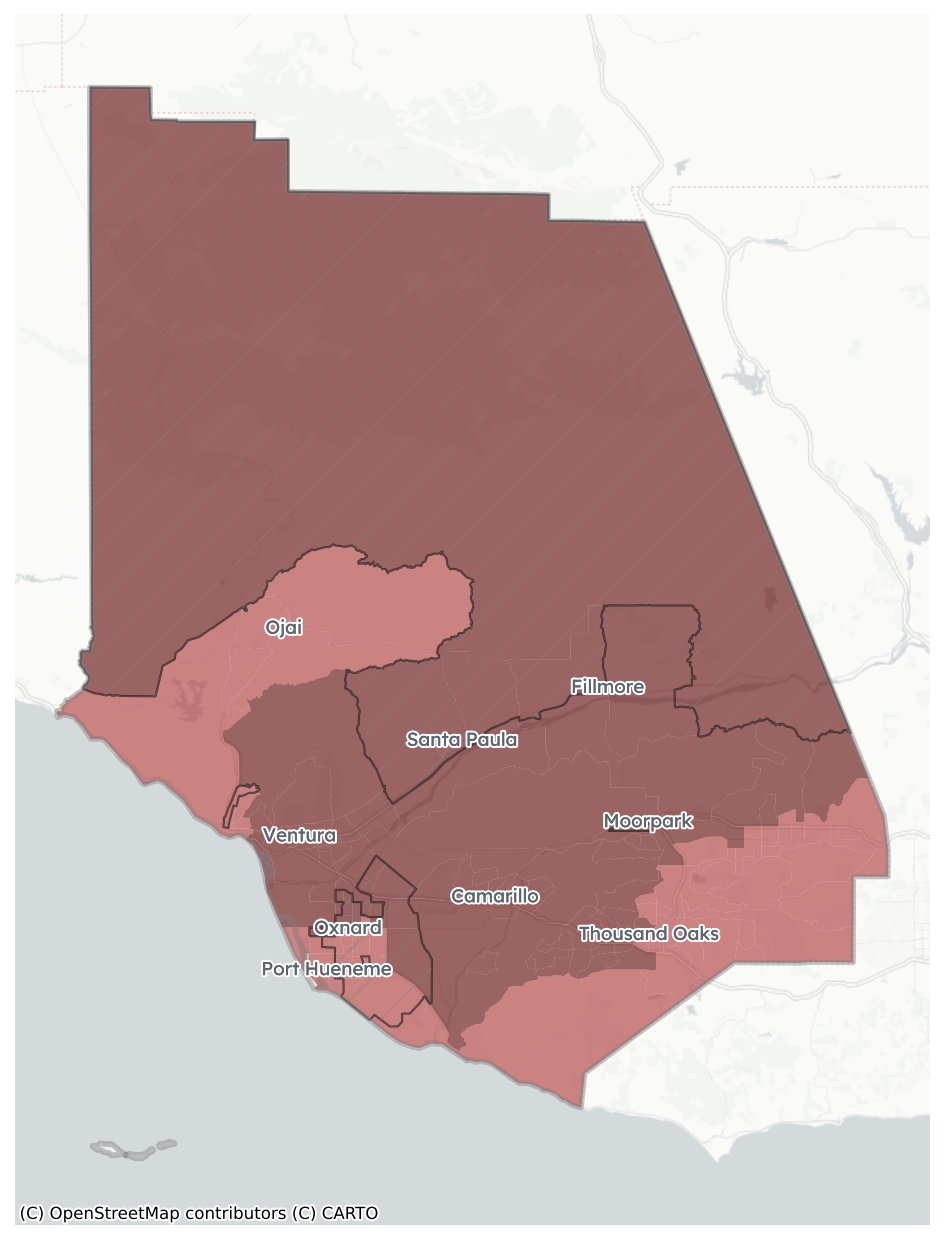 Ojai
Fillmore
Santa Paula
Moorpark
Ventura
Camarillo
Oxnard
Thousand Oaks
Port Hueneme
(C) OpenStreetMap contributors (C) CARTO